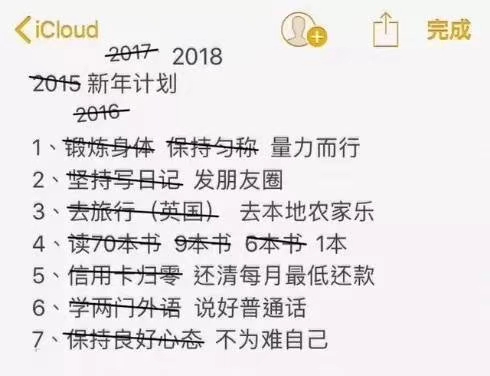 iCloud 完成
2017 2018
2015 新年计划
2016
1、锻炼身体 保持匀称 量力而行
2、坚持写日记 发朋友圈
3、去旅行（英国） 去本地农家乐
4、读70本书 9本书 6本书 1本
5、信用卡归零 还清每月最低还款
6、学两门外语 说好普通话
7、保持良好心态 不为难自己